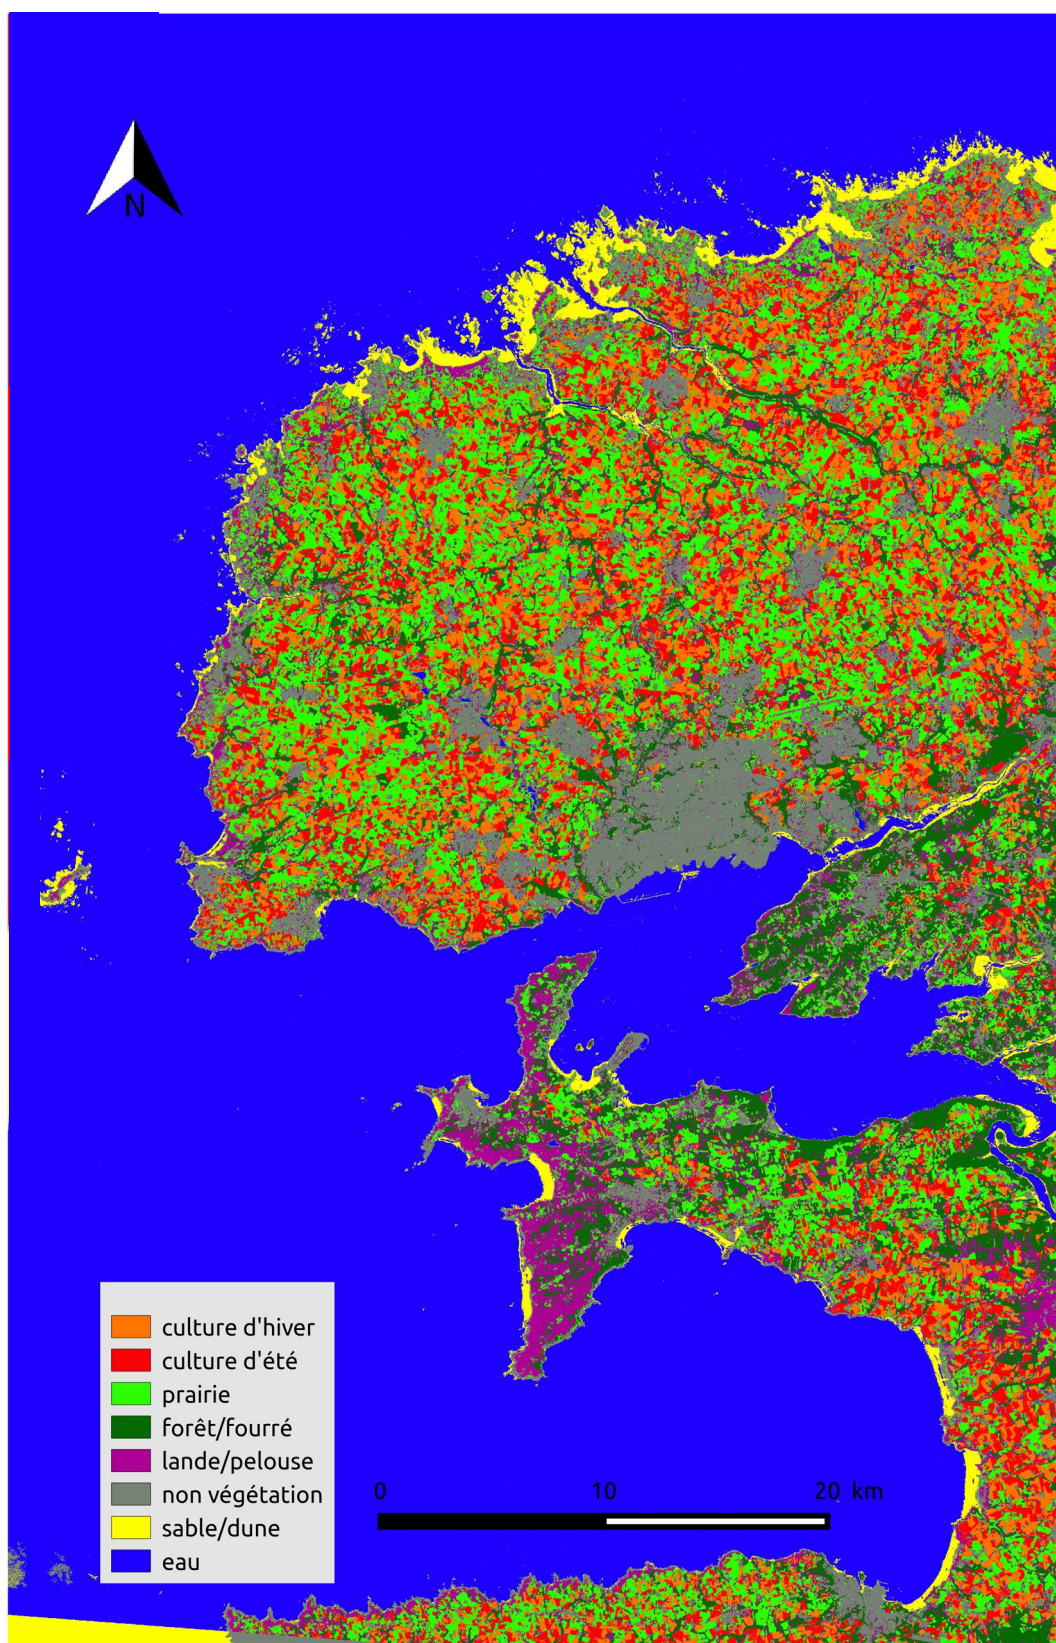 N
culture d'hiver
culture d'été
prairie
forêt/fourré
lande/pelouse
non végétation
sable/dune
eau
0 10 20 km